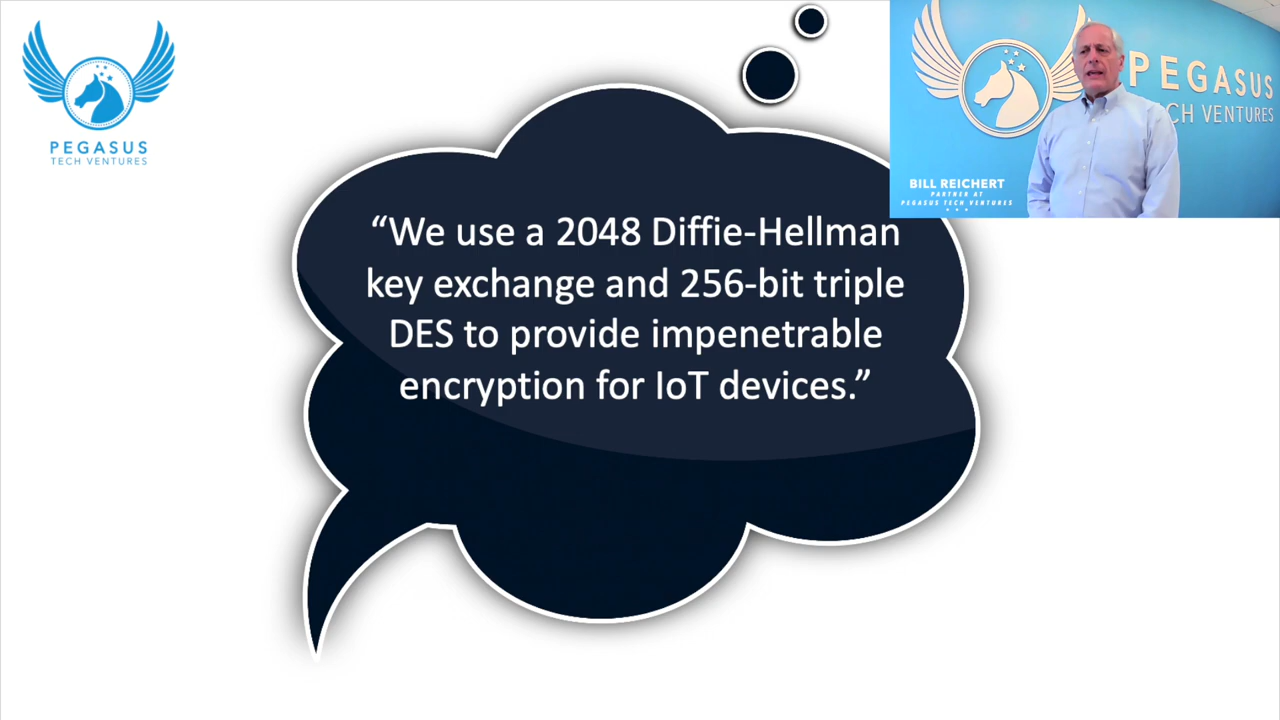 PEGASUS
TECH VENTURES
“We use a 2048 Diffie-Hellman
key exchange and 256-bit triple
DES to provide impenetrable
encryption for IoT devices.”
PEGASUS
TECH VENTURES
BILL REICHERT
PARTNER AT
PEGASUS TECH VENTURES